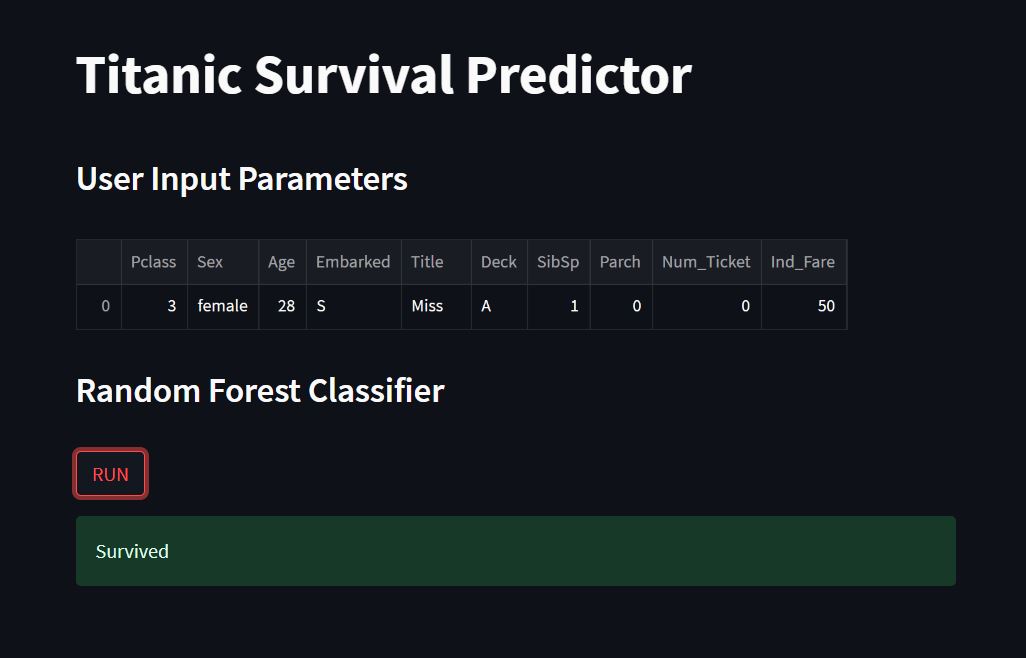 Titanic Survival Predictor
User Input Parameters
Pclass Sex Age Embarked Title Deck SibSp Parch Num_Ticket Ind_Fare
0 3 female 28 S Miss A 1 0 0 50
Random Forest Classifier
RUN
Survived